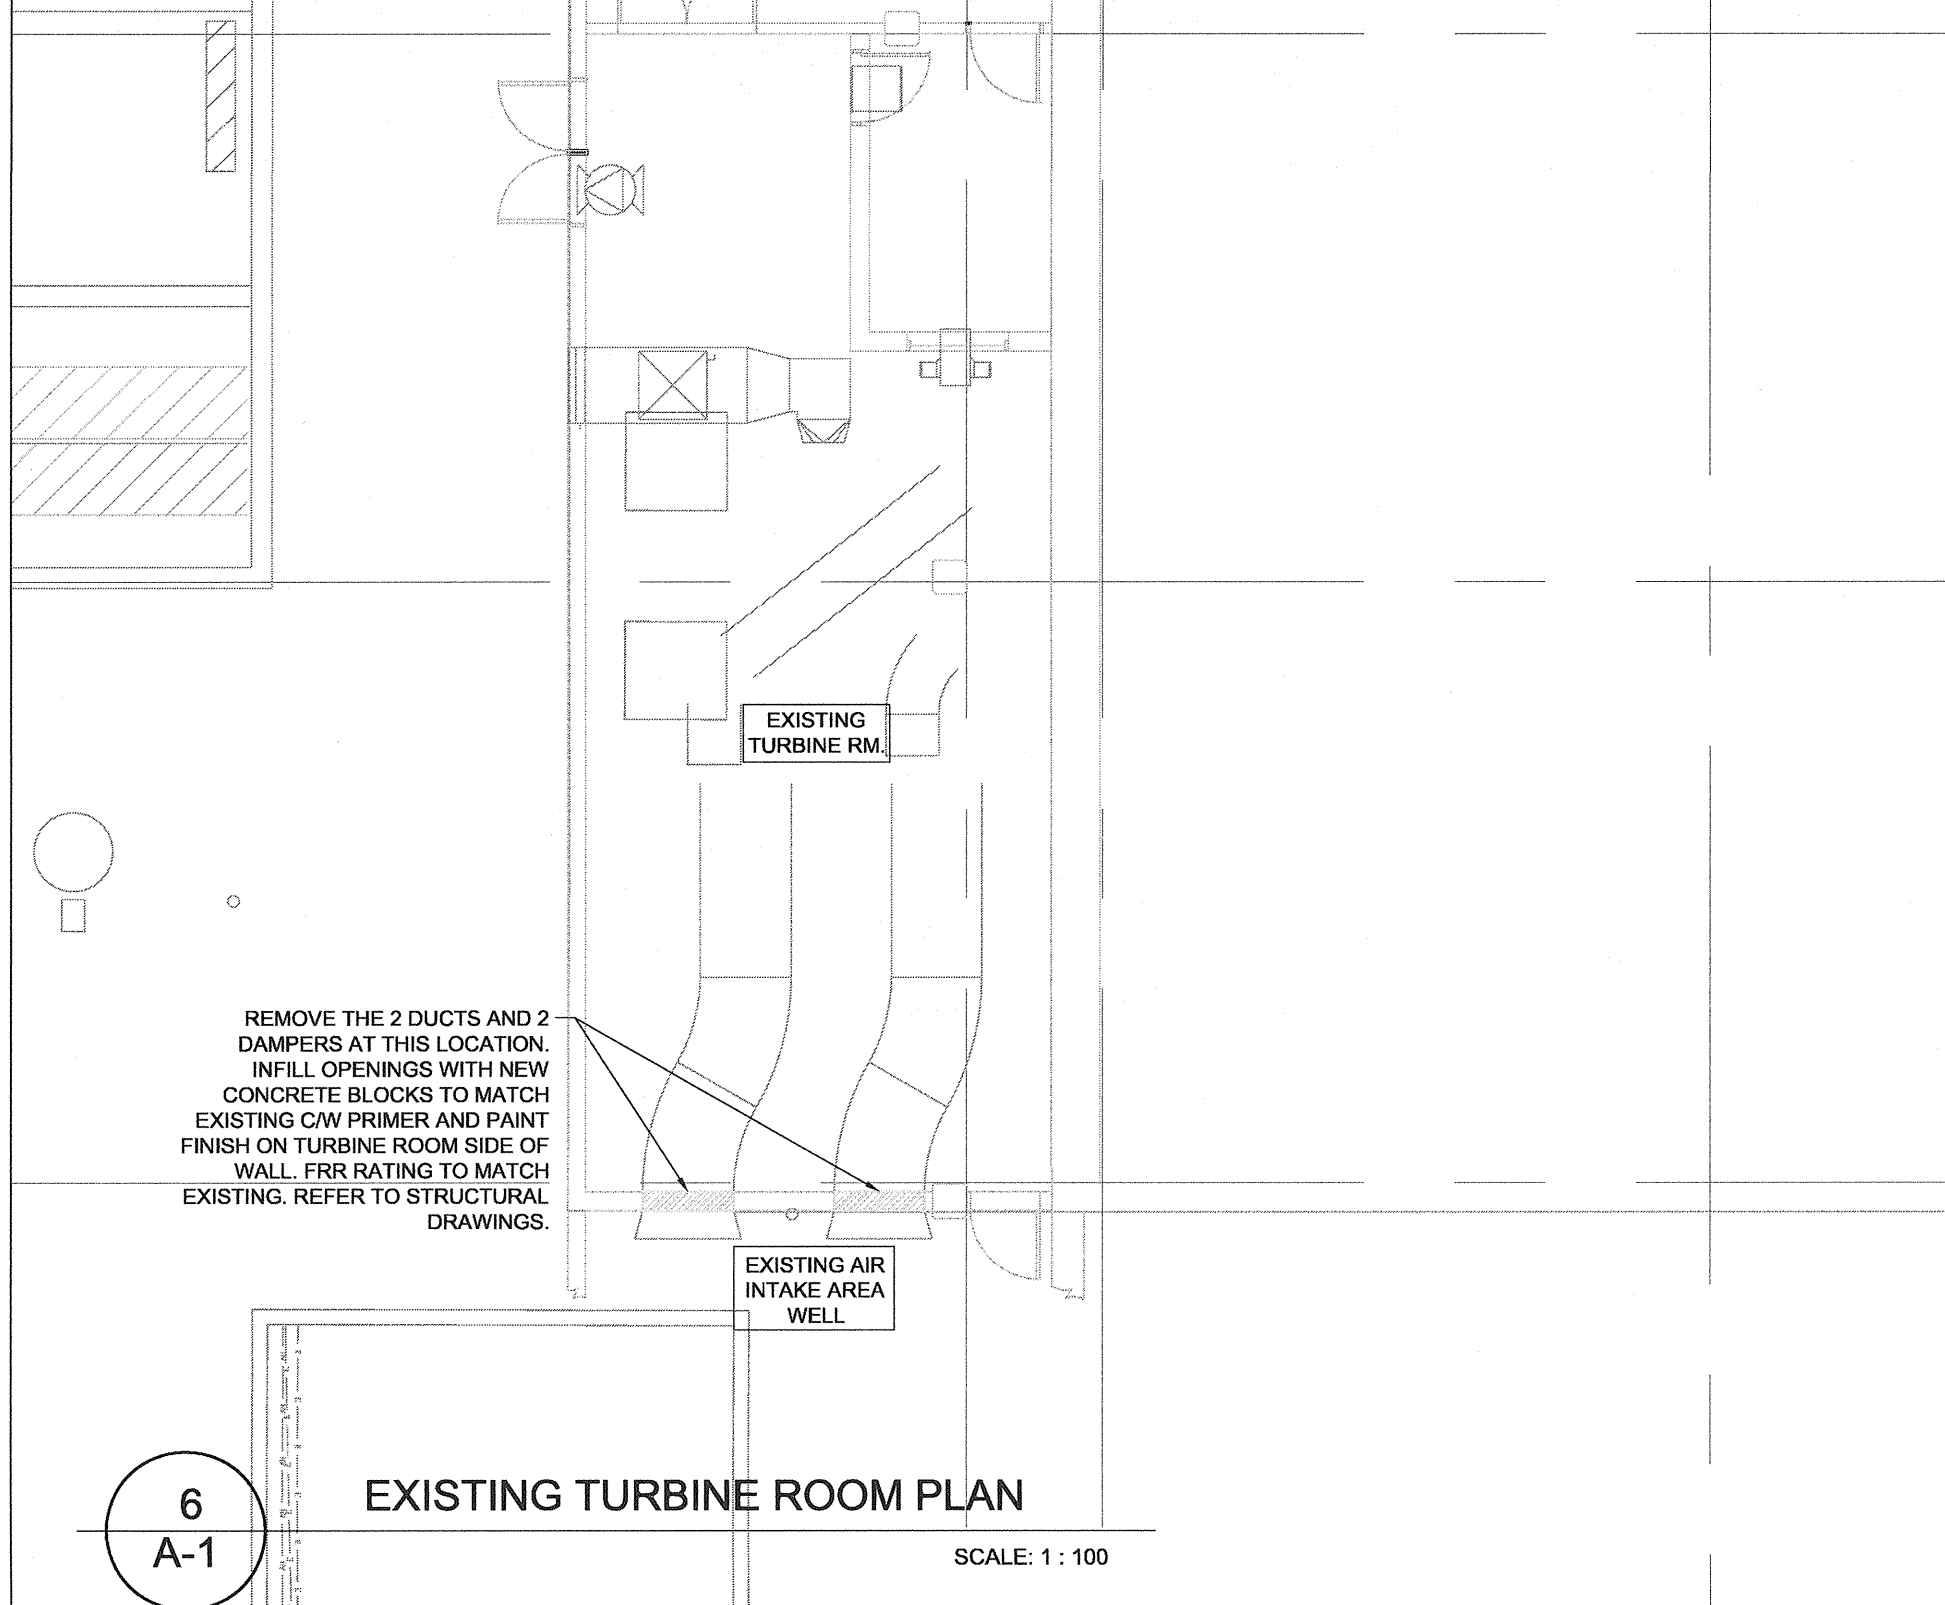 EXISTING
TURBINE RM.
REMOVE THE 2 DUCTS AND 2
DAMPERS AT THIS LOCATION.
INFILL OPENINGS WITH NEW
CONCRETE BLOCKS TO MATCH
EXISTING C/W PRIMER AND PAINT
FINISH ON TURBINE ROOM SIDE OF
WALL. FRR RATING TO MATCH
EXISTING. REFER TO STRUCTURAL
DRAWINGS.
EXISTING AIR
INTAKE AREA
WELL
6
A-1
EXISTING TURBINE ROOM PLAN
SCALE: 1 : 100